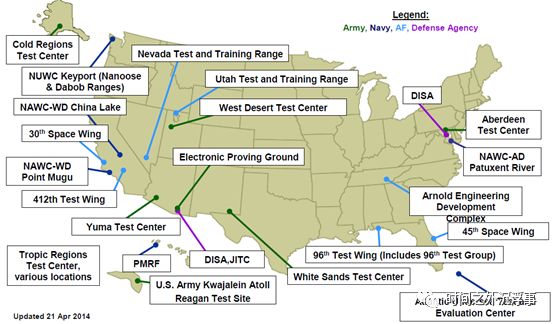 Legend:
Army, Navy, AF, Defense Agency
Cold Regions
Test Center
Nevada Test and Training Range
NUWC Keyport (Nanoose
& Dabob Ranges)
Utah Test and Training Range
DISA
NAWC-WD China Lake
West Desert Test Center
Aberdeen
Test Center
30th Space Wing
Electronic Proving Ground
NAWC-AD
Patuxent River
NAWC-WD
Point Mugu
412th Test Wing
Arnold Engineering
Development
Complex
Yuma Test Center
45th Space Wing
Tropic Regions
Test Center,
various locations
PMRF
DISA,JITC
96th Test Wing (Includes 96th Test Group)
White Sands Test Center
U.S. Army Kwajalein Atoll
Reagan Test Site
Evaluation Center
Updated 21 Apr 2014